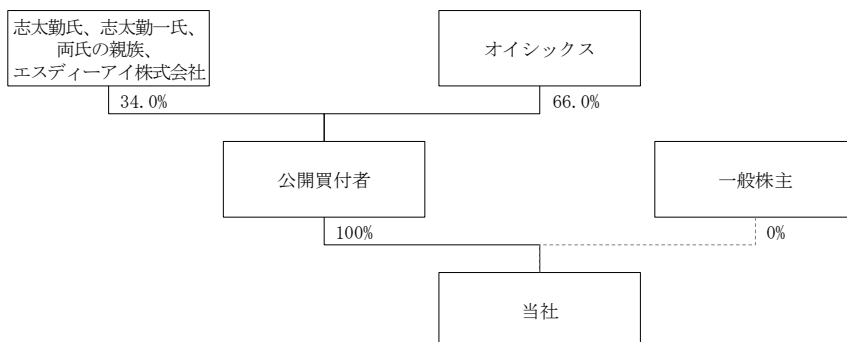 志太勤氏、志太勤一氏、
両氏の親族、
エスディーアイ株式会社
オイシックス
34.0%
66.0%
公開買付者
一般株主
100%
0%
当社